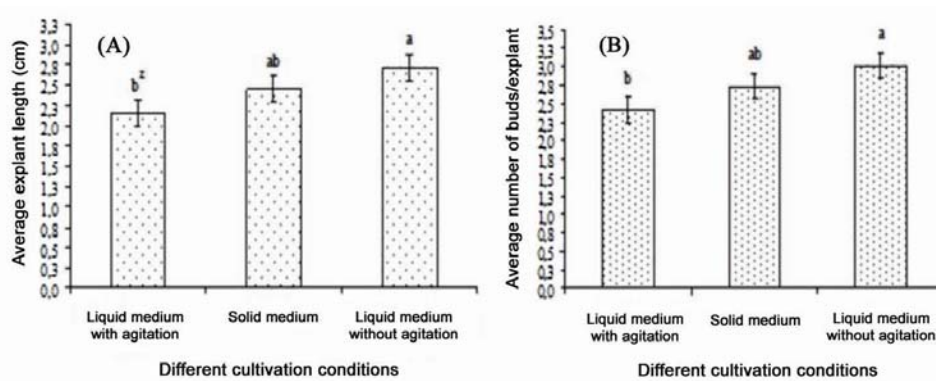 Average explant length (cm)
(A)
3,3
3,0
2,8
2,5
2,3
2,0
1,8
1,5
1,3
1,0
0,8
0,5
0,3
0,0
b z
ab
a
Liquid medium
with agitation
Solid medium
Liquid medium
without agitation
Different cultivation conditions
Average number of buds/explant
(B)
3,5
3,3
3,0
2,8
2,5
2,3
2,0
1,8
1,5
1,3
1,0
0,8
0,5
0,3
0,0
b
ab
a
Liquid medium
with agitation
Solid medium
Liquid medium
without agitation
Different cultivation conditions